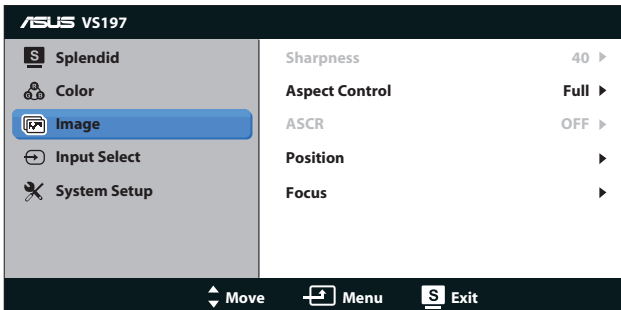 ASUS VS197
S Splendid
Color
Image
Input Select
System Setup
Sharpness 40
Aspect Control Full
ASCR OFF
Position
Focus
Move Menu S Exit